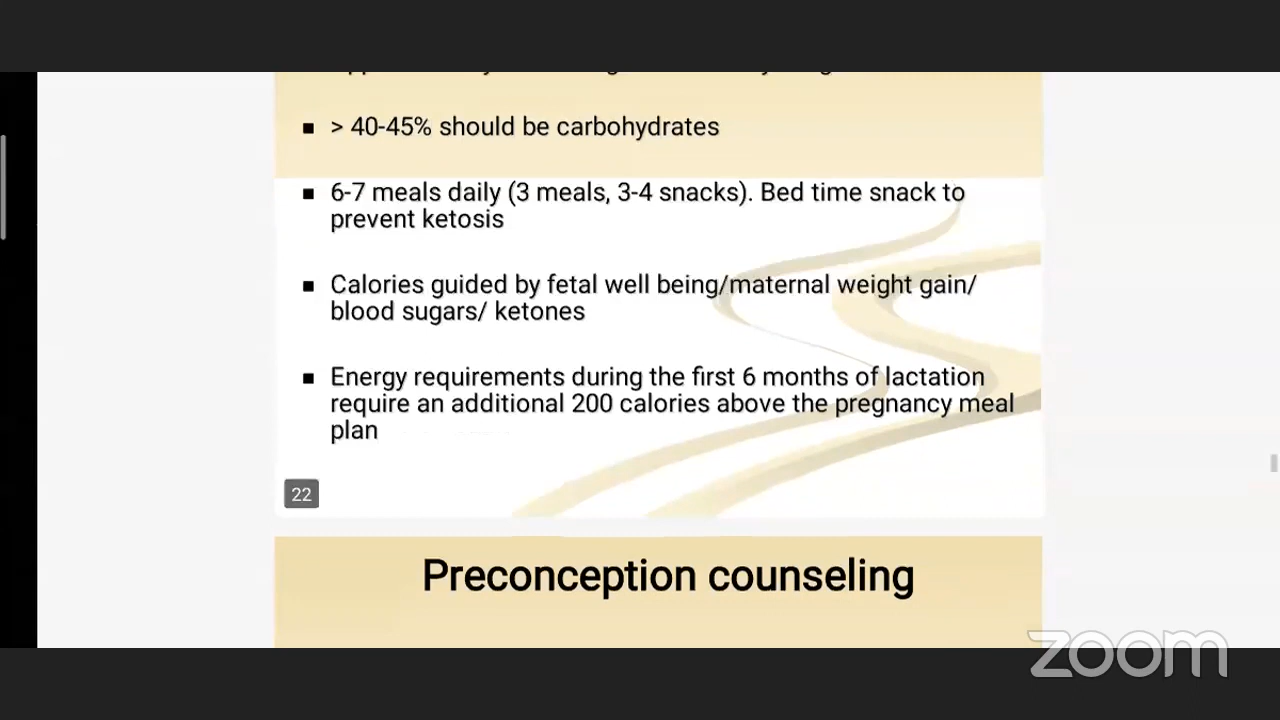 ■ > 40-45% should be carbohydrates
■ 6-7 meals daily (3 meals, 3-4 snacks). Bed time snack to
prevent ketosis
■ Calories guided by fetal well being/maternal weight gain/
blood sugars/ ketones
■ Energy requirements during the first 6 months of lactation
require an additional 200 calories above the pregnancy meal
plan
22
Preconception counseling
zoom